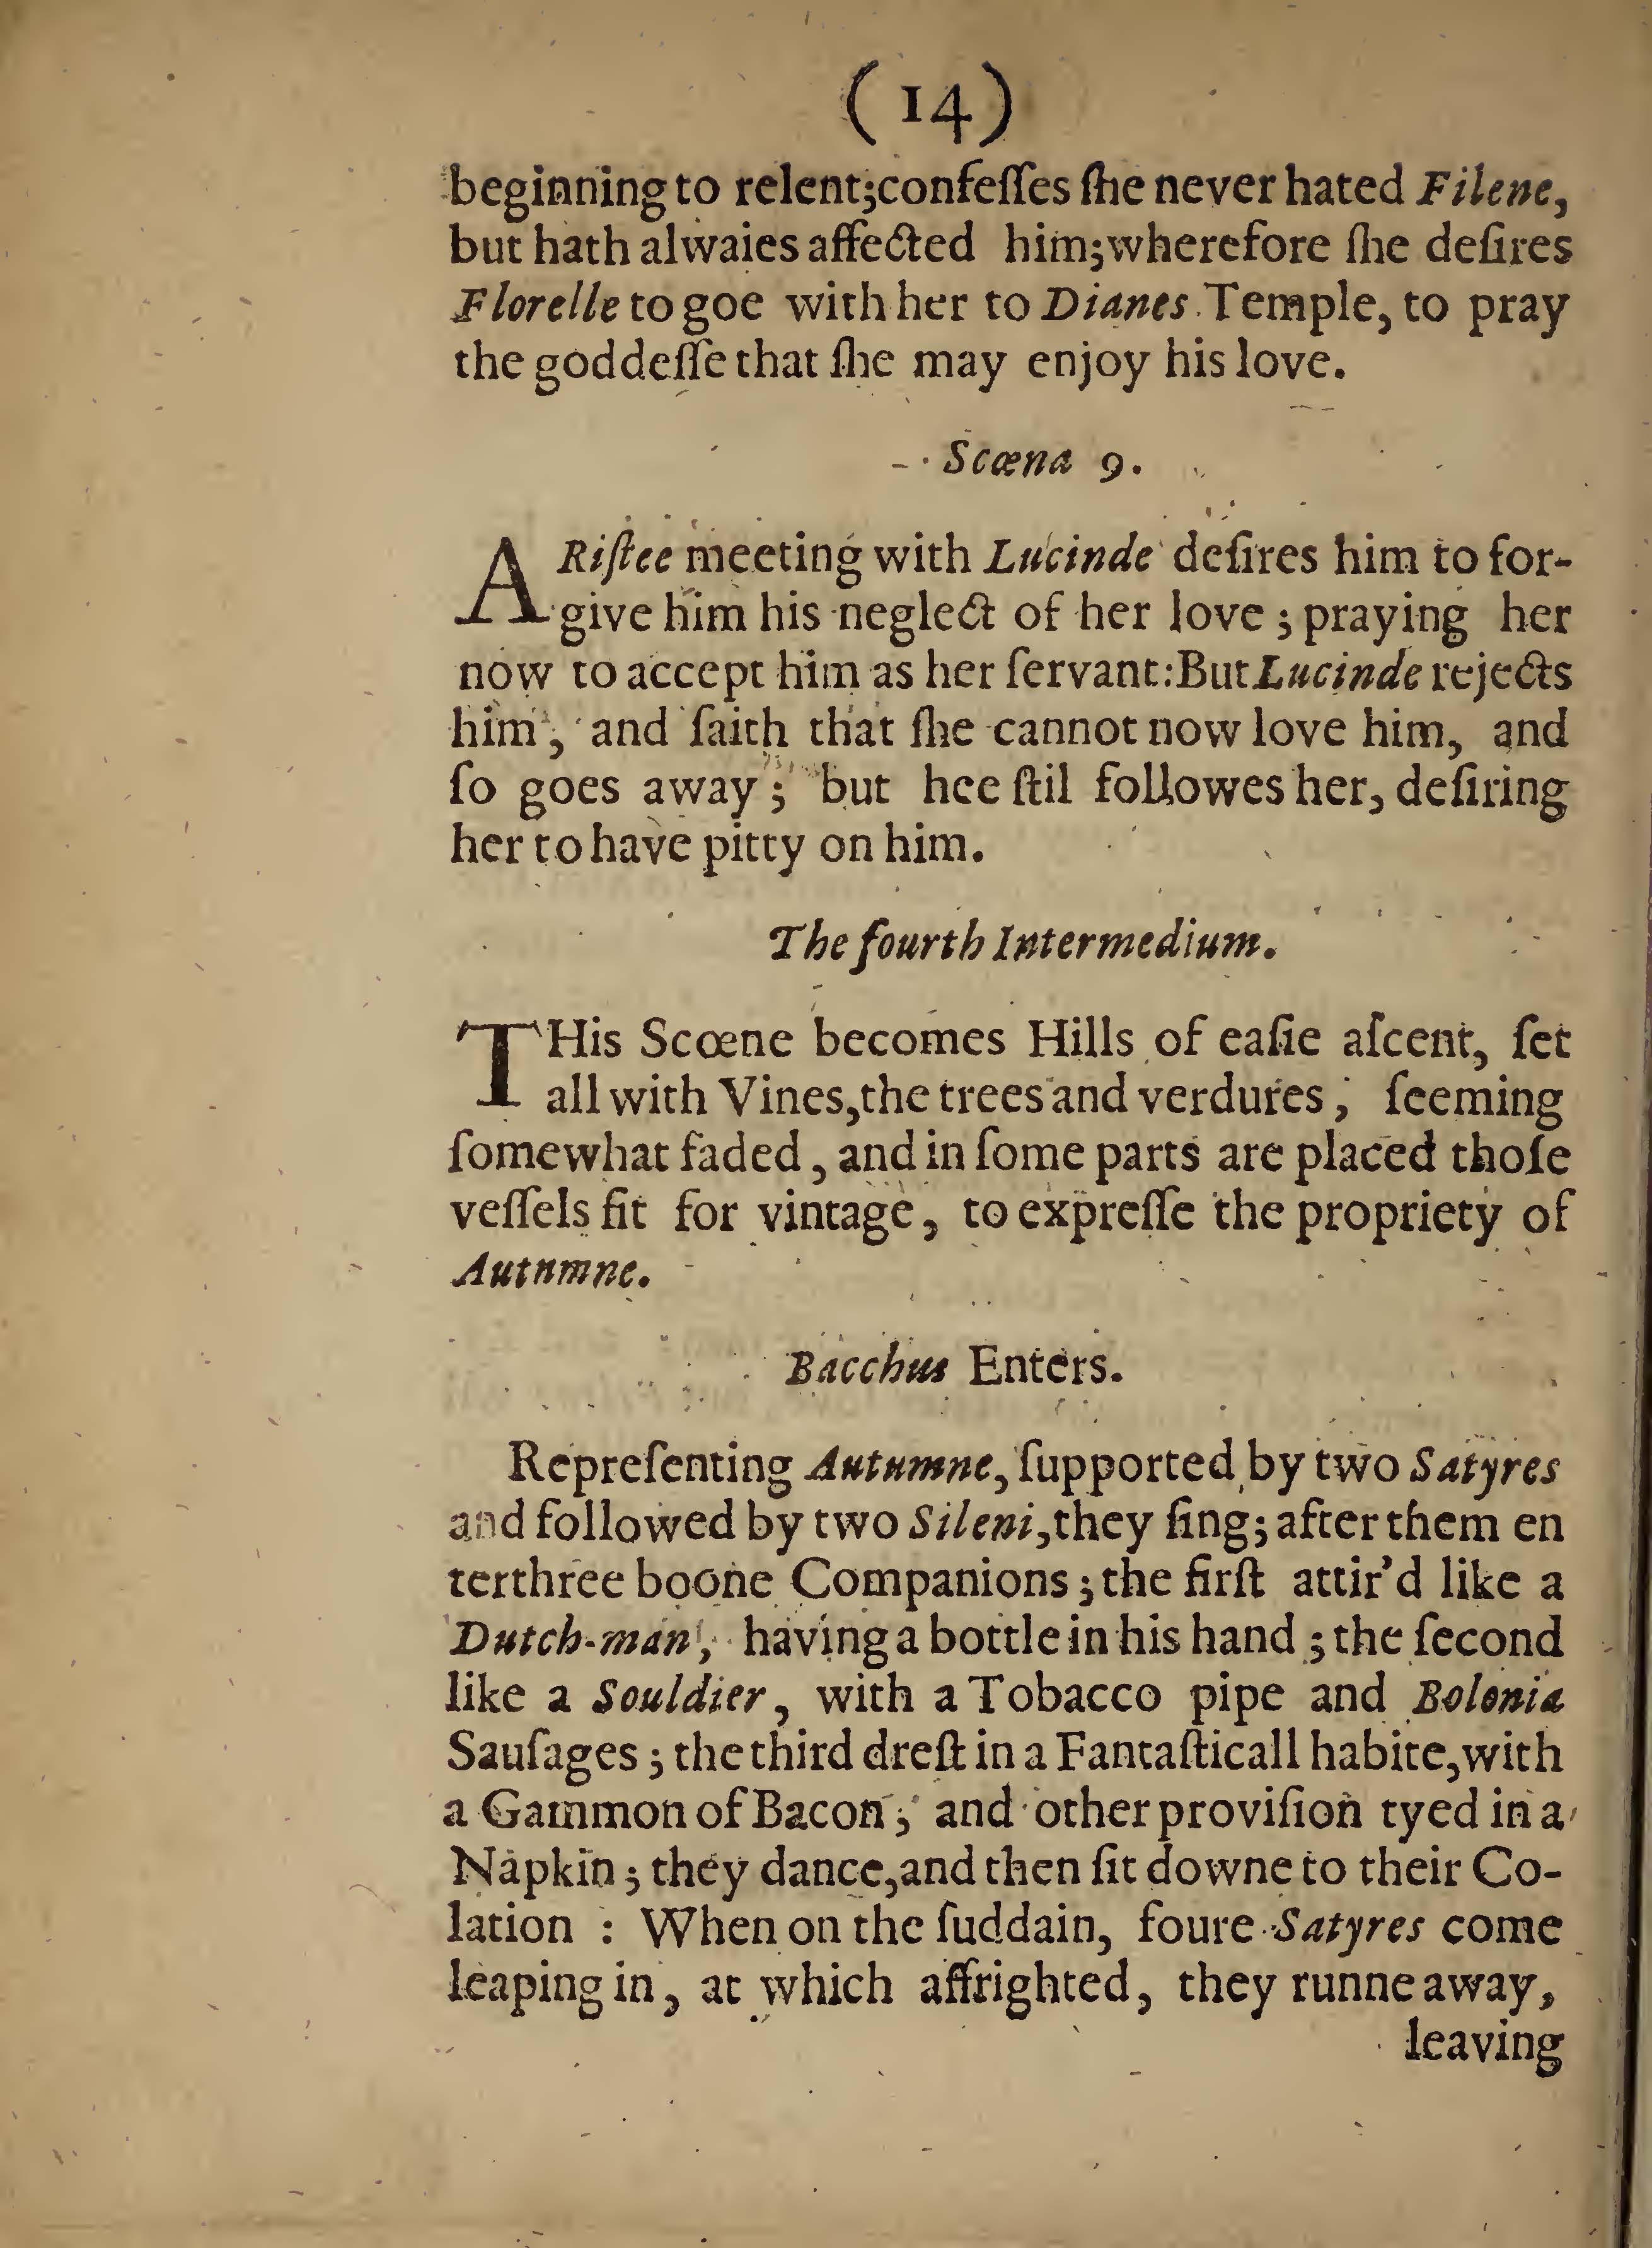 (14)
beginning to relent;confeſſes ſhe never hated Filene,
but hath alwaies affected him;wherefore ſhe deſires
Florelle to goe with her to Dianes Temple, to pray
the goddeſſe that ſhe may enjoy his love.
Scœna 9.
ARiſtee meeting with Lucinde deſires him to for-
give him his neglect of her love ; praying her
now to accept him as her ſervant:But Lucinde rejects
him, and ſaith that ſhe cannot now love him, and
ſo goes away ; but hee ſtil followes her, deſiring
her to have pitty on him.
The fourth Intermedium.
THis Scœne becomes Hills of eaſie aſcent, ſet
all with Vines,the trees and verdures, ſeeming
ſomewhat faded, and in ſome parts are placed thoſe
veſſels fit for vintage, to expreſſe the propriety of
Autnmne.
Bacchus Enters.
Repreſenting Autumne, ſupported by two Satyres
and followed by two Sileni,they ſing; after them en
terthree boone Companions ; the firſt attir'd like a
Dutch-man, having a bottle in his hand ; the ſecond
like a Souldier, with a Tobacco pipe and Bolonia
Sauſages ; the third dreſt in a Fantaſticall habite,with
a Gammon of Bacon, and other proviſion tyed in a
Napkin ; they dance,and then ſit downe to their Co-
lation : When on the ſuddain, foure Satyres come
leaping in, at which affrighted, they runne away,
leaving